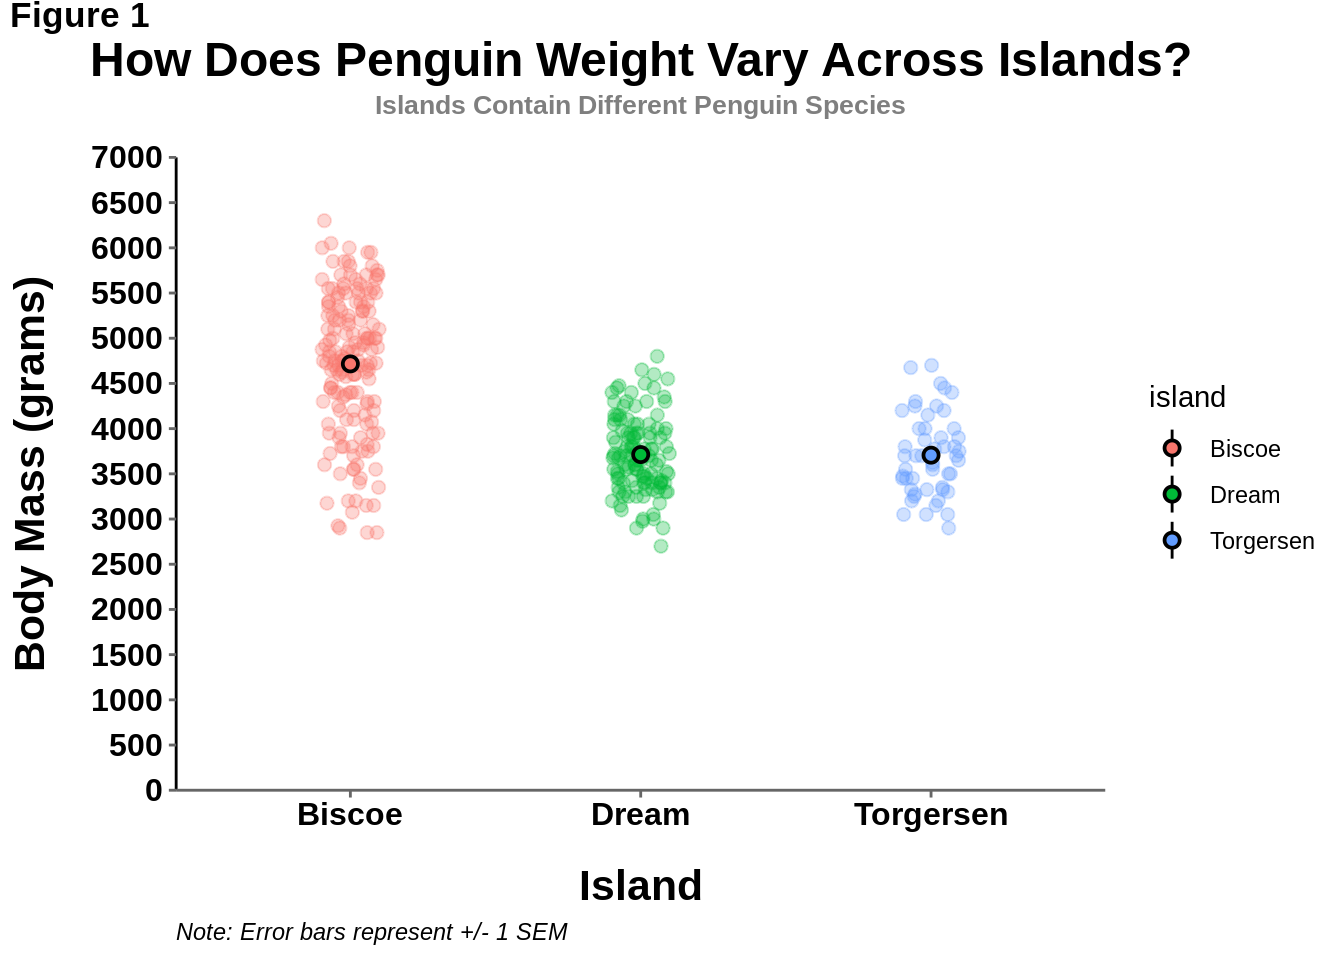 Figure 1
How Does Penguin Weight Vary Across Islands?
Islands Contain Different Penguin Species
7000
6500
6000
5500
5000
4500
4000
3500
3000
2500
2000
1500
1000
500
0
Body Mass (grams)
Biscoe
Dream
Torgersen
Island
island
Biscoe
Dream
Torgersen
Note: Error bars represent +/- 1 SEM